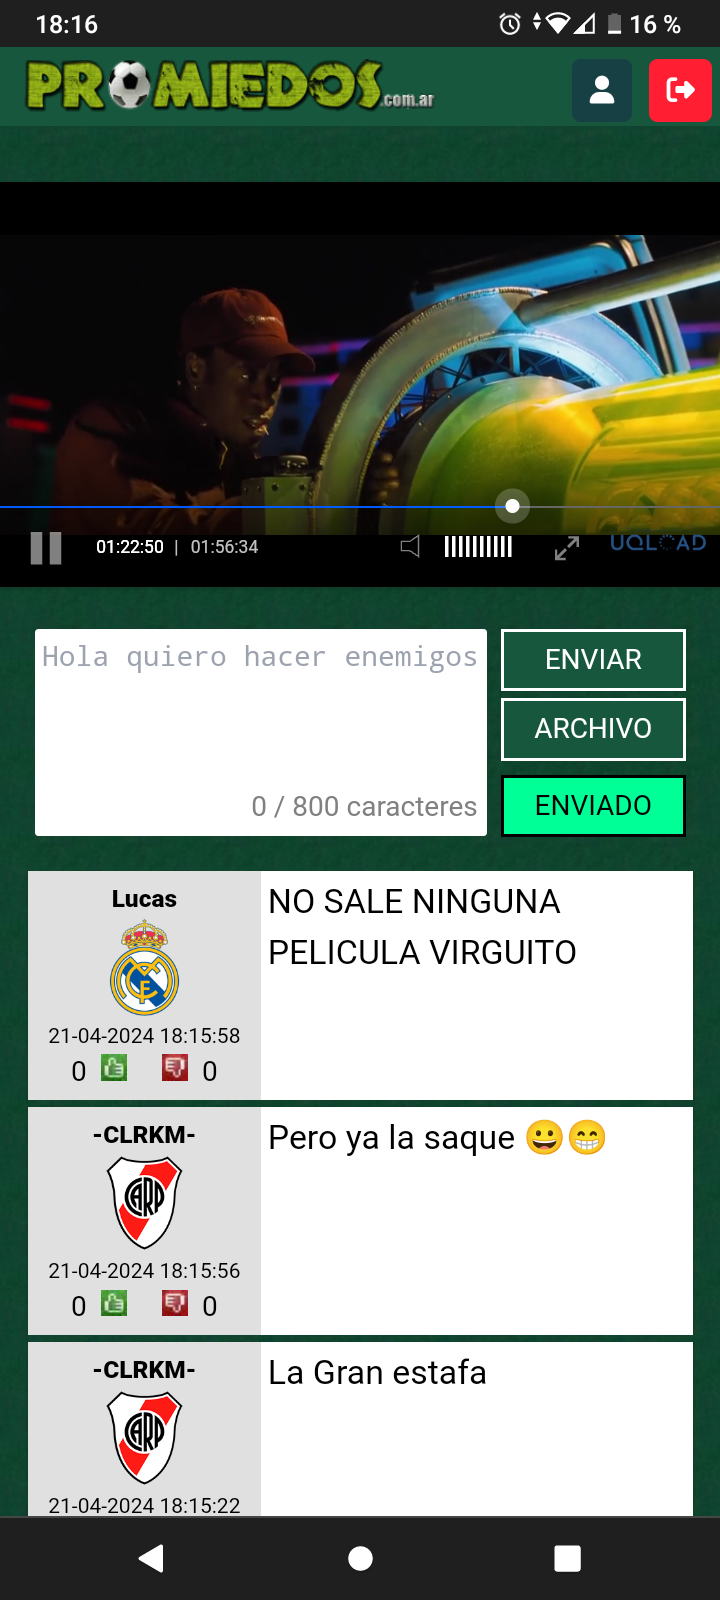 18:16
16 %
PROMIEDOS.com.ar
01:22:50 | 01:56:34
UQLOAD
Hola quiero hacer enemigos
0 / 800 caracteres
ENVIAR
ARCHIVO
ENVIADO
Lucas
21-04-2024 18:15:58
0 0
NO SALE NINGUNA
PELICULA VIRGUITO
-CLRKM-
CARP
21-04-2024 18:15:56
0 0
Pero ya la saque 😀😁
-CLRKM-
CARP
21-04-2024 18:15:22
La Gran estafa